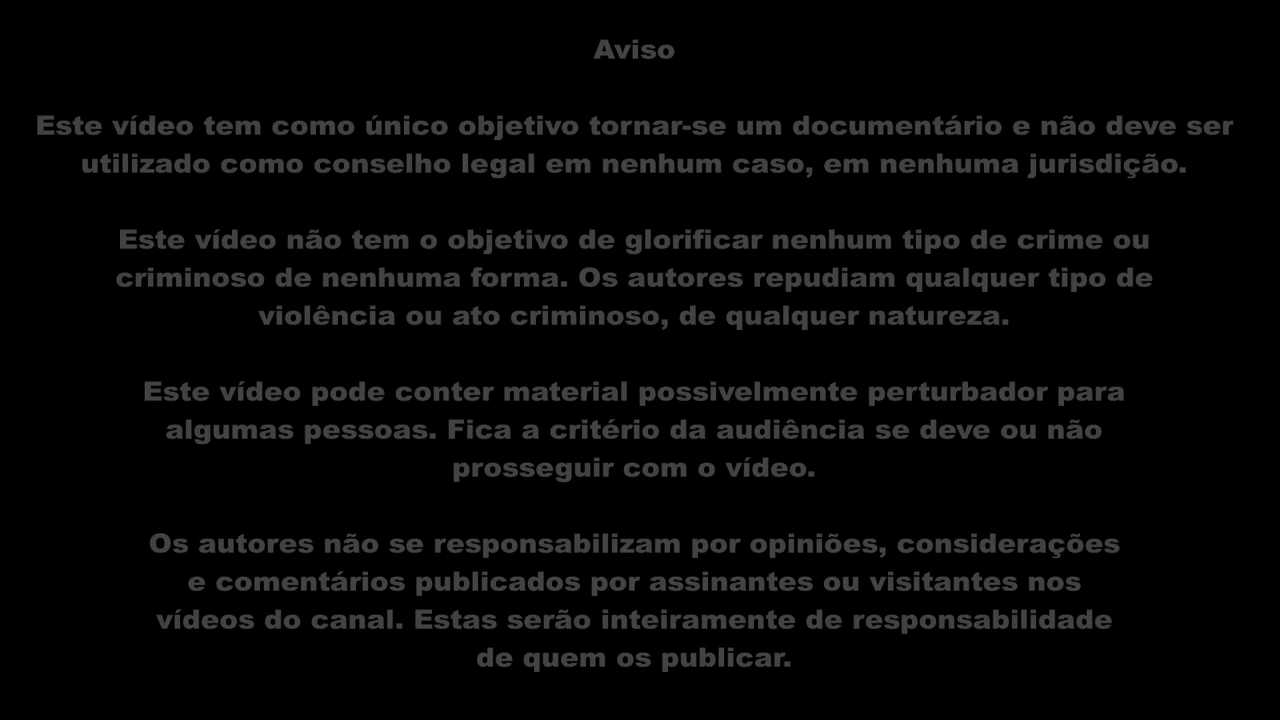 Aviso
Este vídeo tem como único objetivo tornar-se um documentário e não deve ser
utilizado como conselho legal em nenhum caso, em nenhuma jurisdição.
Este vídeo não tem o objetivo de glorificar nenhum tipo de crime ou
criminoso de nenhuma forma. Os autores repudiam qualquer tipo de
violência ou ato criminoso, de qualquer natureza.
Este vídeo pode conter material possivelmente perturbador para
algumas pessoas. Fica a critério da audiência se deve ou não
prosseguir com o vídeo.
Os autores não se responsabilizam por opiniões, considerações
e comentários publicados por assinantes ou visitantes nos
vídeos do canal. Estas serão inteiramente de responsabilidade
de quem os publicar.